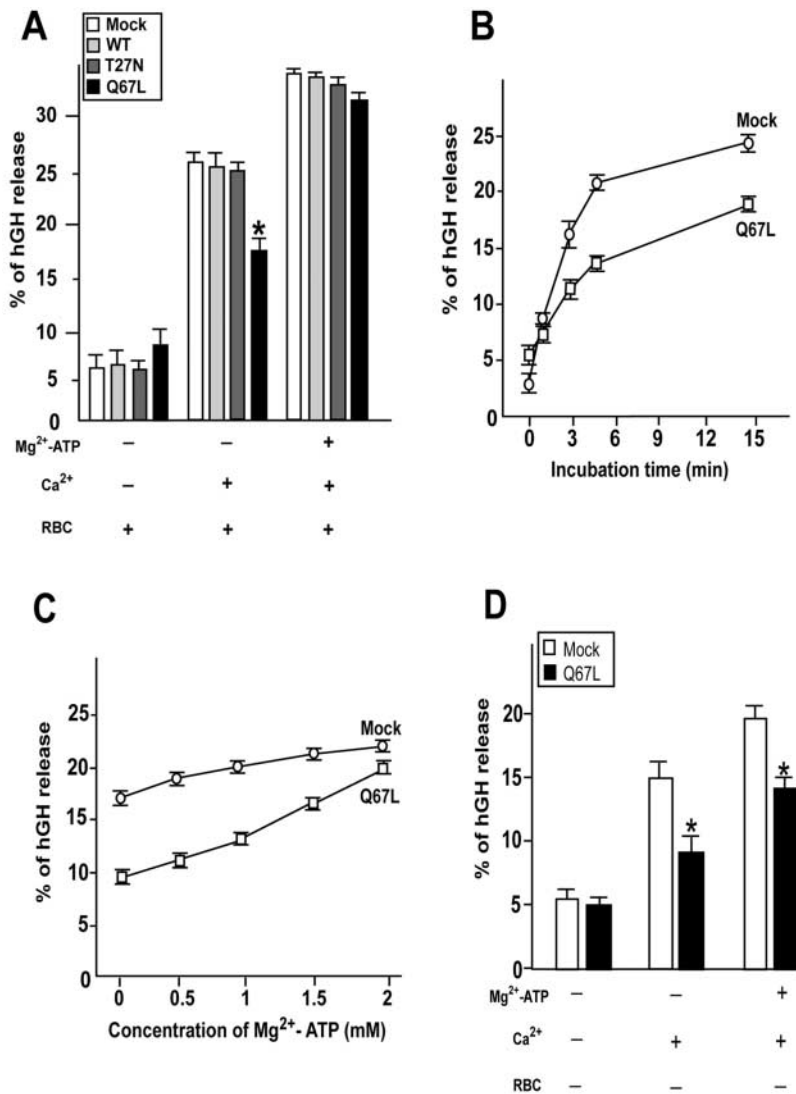 A
Mock
WT
T27N
Q67L
% of hGH release
30
25
20
15
10
5
0
*
Mg²⁺-ATP – – +
Ca²⁺ – + +
RBC + + +
B
% of hGH release
25
20
15
10
5
0
Mock
Q67L
0 3 6 9 12 15
Incubation time (min)
C
% of hGH release
25
20
15
10
5
0
Mock
Q67L
0 0.5 1 1.5 2
Concentration of Mg²⁺- ATP (mM)
D
Mock
Q67L
% of hGH release
20
15
10
5
0
* *
Mg²⁺-ATP – – +
Ca²⁺ – + +
RBC – – –